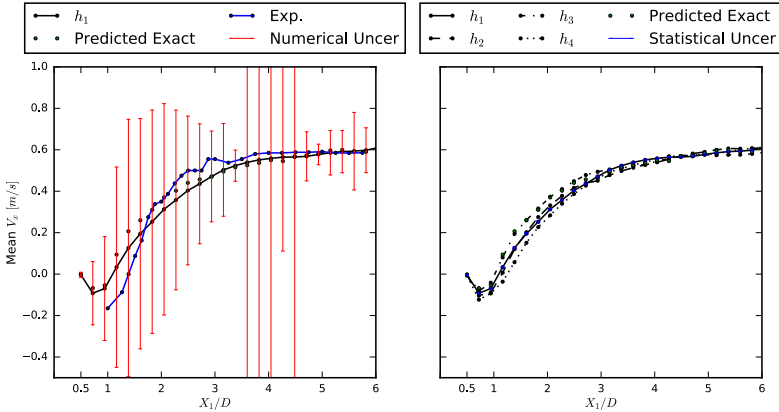 h₁
Exp.
Predicted Exact
Numerical Uncer
h₁
h₃
Predicted Exact
h₂
h₄
Statistical Uncer
Mean Vₓ [m/s]
1.0
0.8
0.6
0.4
0.2
0.0
−0.2
−0.4
0.5
1
2
3
4
5
6
X₁/D
0.5
1
2
3
4
5
6
X₁/D